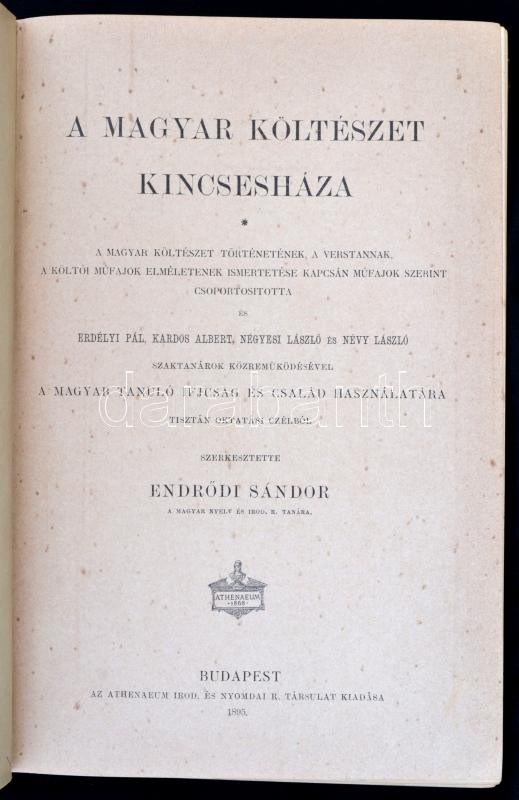 A MAGYAR KÖLTÉSZET
KINCSESHÁZA
*
A MAGYAR KÖLTÉSZET TÖRTÉNETÉNEK, A VERSTANNAK,
A KÖLTŐI MŰFAJOK ELMÉLETÉNEK ISMERTETÉSE KAPCSÁN MŰFAJOK SZERINT
CSOPORTOSITOTTA
ÉS
ERDÉLYI PÁL, KARDOS ALBERT, NÉGYESI LÁSZLÓ ÉS NÉVY LÁSZLÓ
SZAKTANÁROK KÖZREMŰKÖDÉSÉVEL
A MAGYAR TANULÓ IFJUSÁG ÉS CSALÁD HASZNÁLATÁRA
TISZTÁN OKTATÁSI CZÉLBÓL
darabanth
SZERKESZTETTE
ENDRŐDI SÁNDOR
A MAGYAR NYELV ÉS IROD. R. TANÁRA.
ATHENAEUM
1868
BUDAPEST
AZ ATHENAEUM IROD. ÉS NYOMDAI R. TÁRSULAT KIADÁSA
1895.